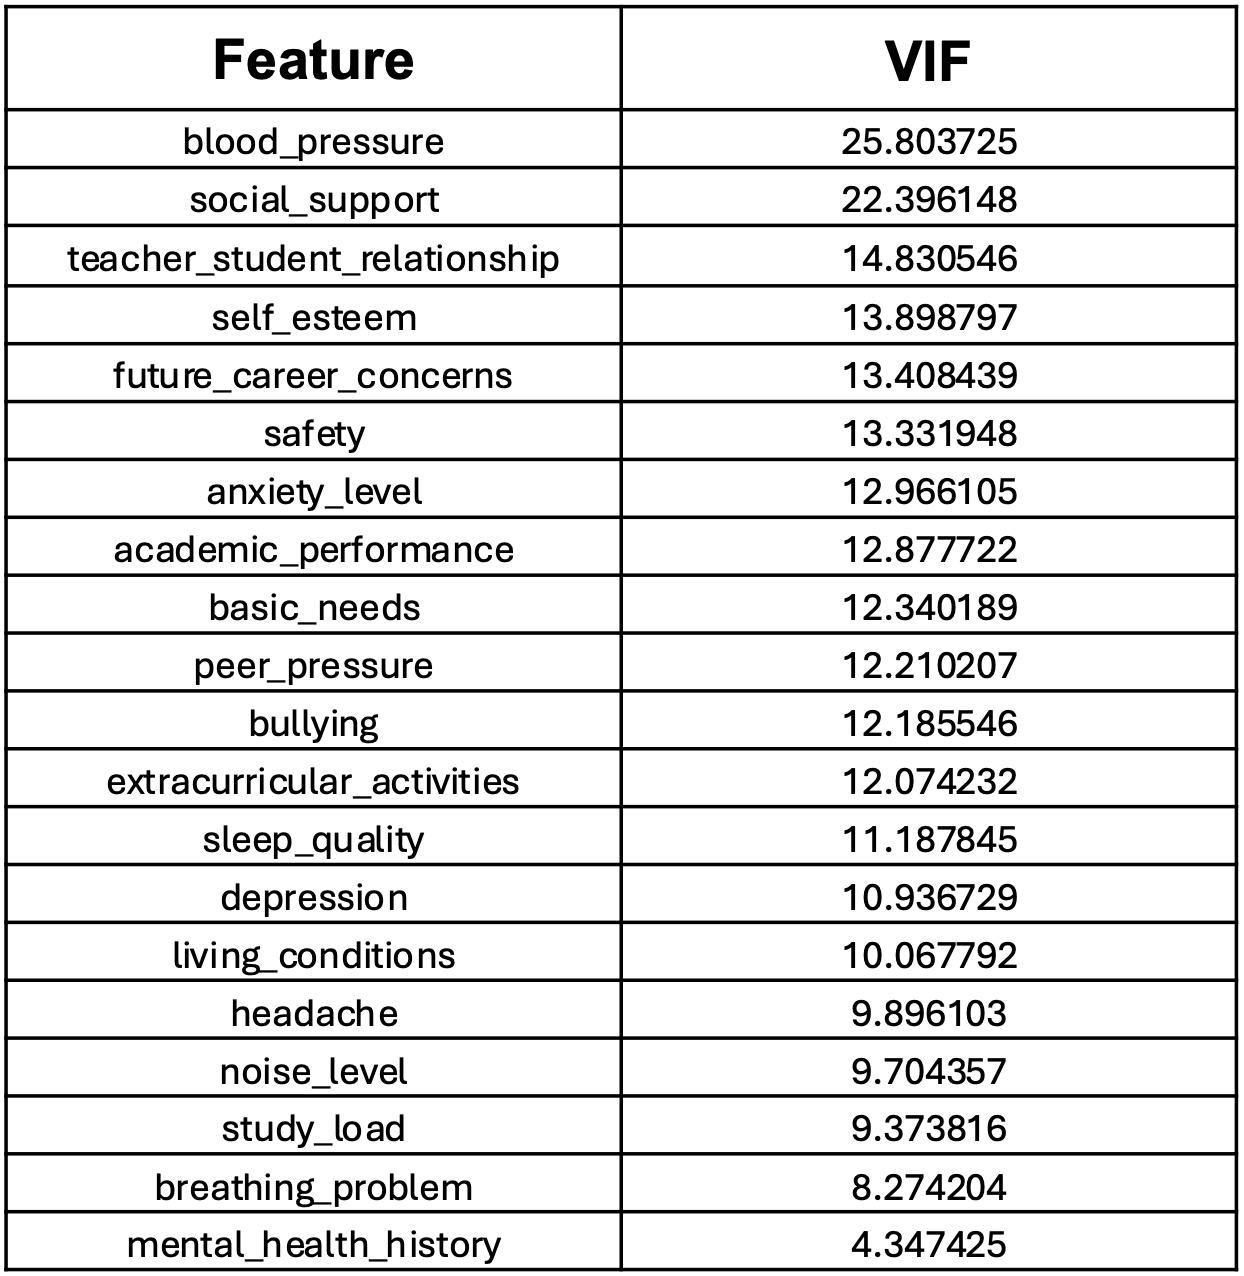 Feature VIF
blood_pressure 25.803725
social_support 22.396148
teacher_student_relationship 14.830546
self_esteem 13.898797
future_career_concerns 13.408439
safety 13.331948
anxiety_level 12.966105
academic_performance 12.877722
basic_needs 12.340189
peer_pressure 12.210207
bullying 12.185546
extracurricular_activities 12.074232
sleep_quality 11.187845
depression 10.936729
living_conditions 10.067792
headache 9.896103
noise_level 9.704357
study_load 9.373816
breathing_problem 8.274204
mental_health_history 4.347425